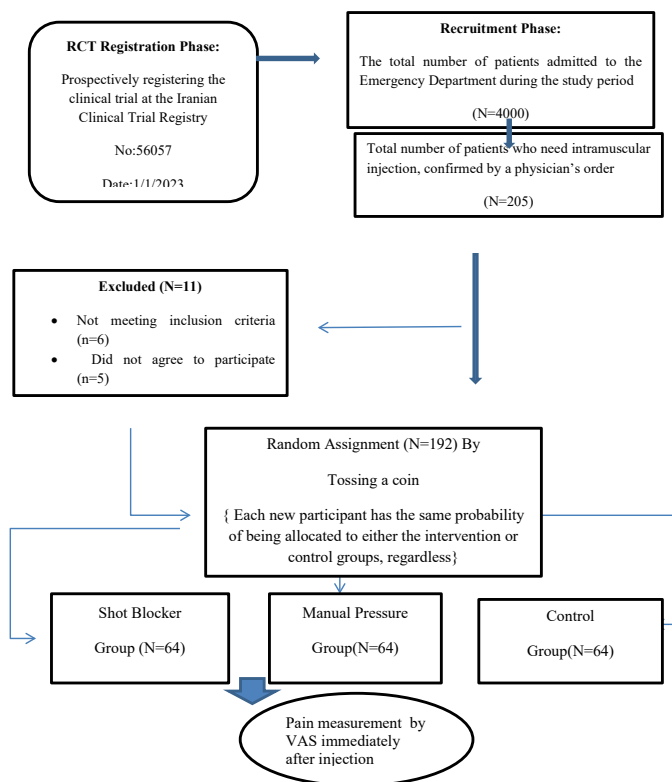 RCT Registration Phase:
Prospectively registering the
clinical trial at the Iranian
Clinical Trial Registry
No:56057
Date:1/1/2023
Recruitment Phase:
The total number of patients admitted to the
Emergency Department during the study period
(N=4000)
Total number of patients who need intramuscular
injection, confirmed by a physician's order
(N=205)
Excluded (N=11)
• Not meeting inclusion criteria
(n=6)
• Did not agree to participate
(n=5)
Random Assignment (N=192) By
Tossing a coin
{ Each new participant has the same probability
of being allocated to either the intervention or
control groups, regardless}
Shot Blocker
Group (N=64)
Manual Pressure
Group(N=64)
Control
Group(N=64)
Pain measurement by
VAS immediately
after injection